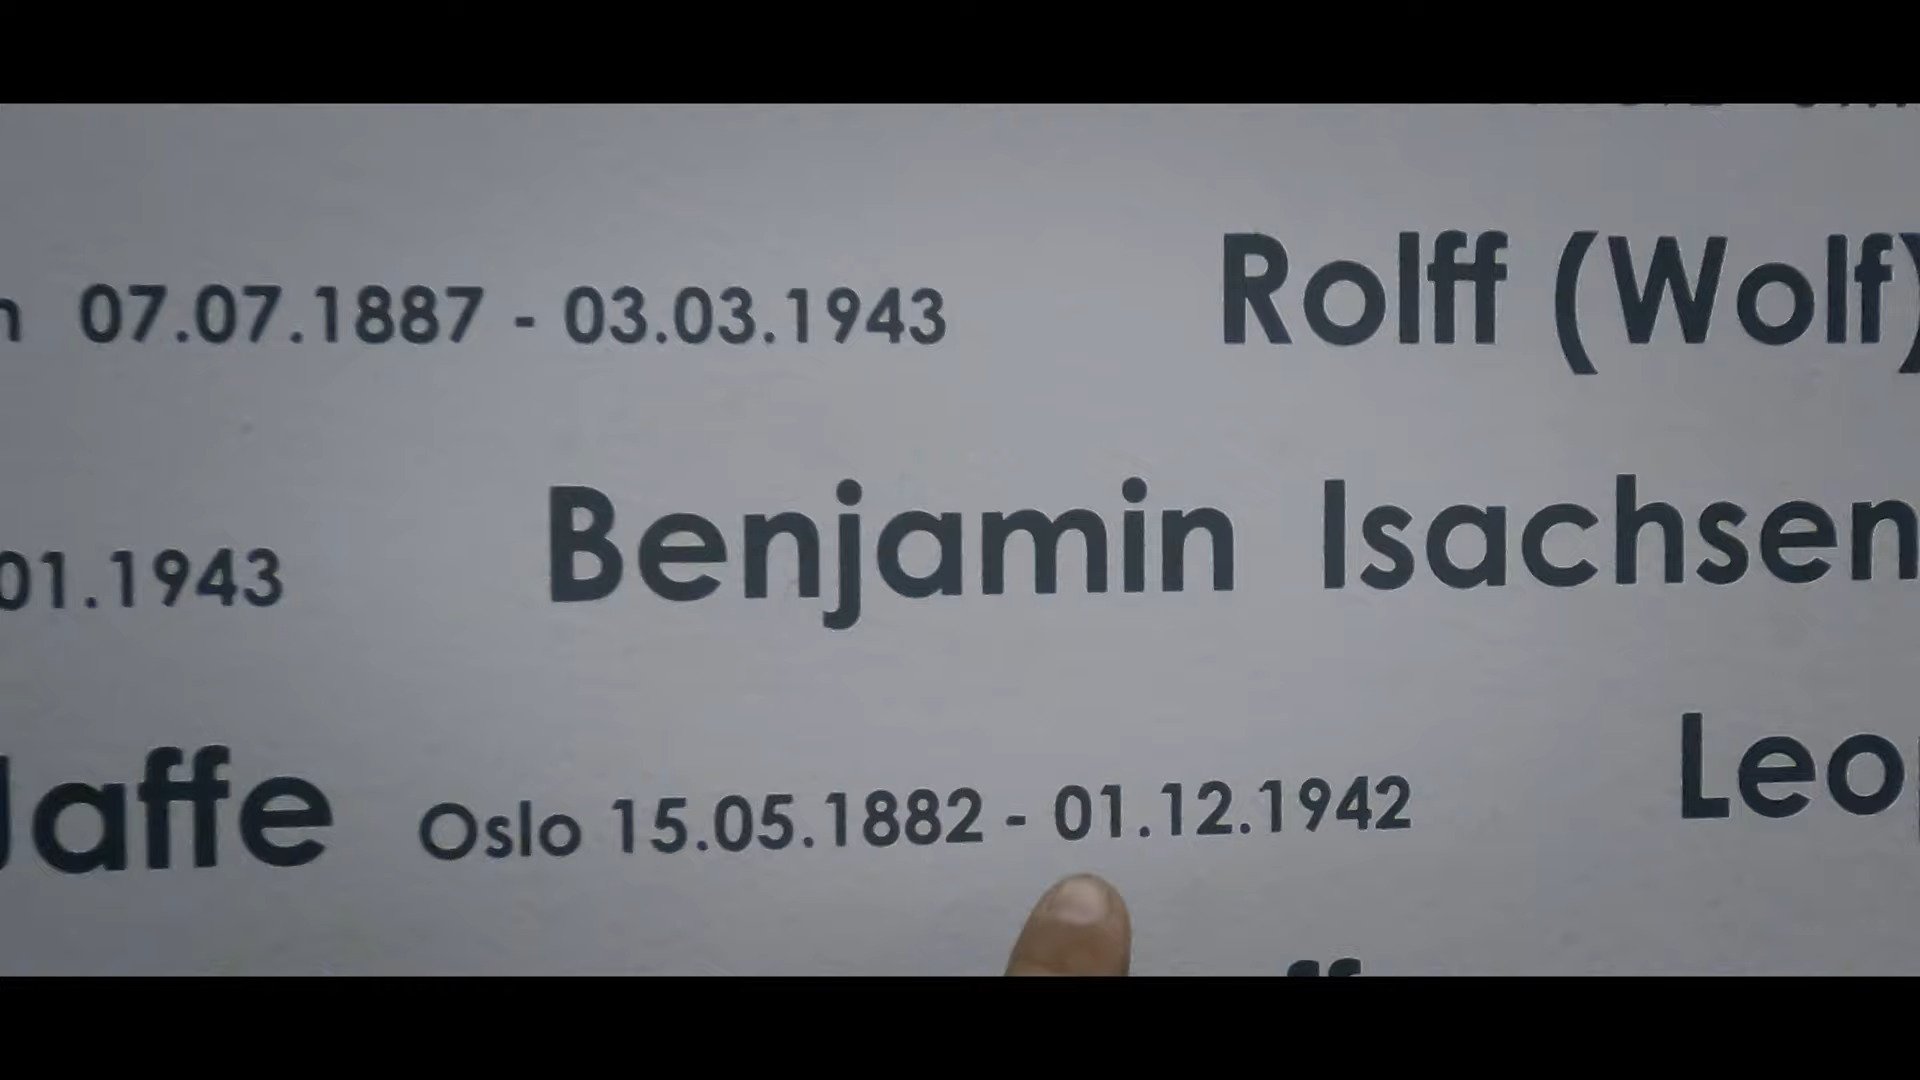 07.07.1887 - 03.03.1943 Rolff (Wolf)
01.1943 Benjamin Isachsen
Jaffe Oslo 15.05.1882 - 01.12.1942